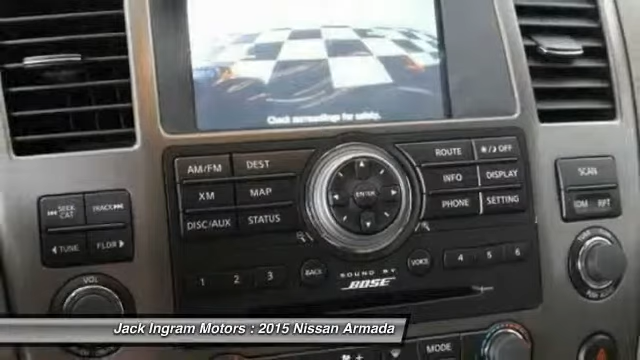 Check surroundings for safety.
AM/FM DEST
XM MAP
DISC/AUX STATUS
ENTER
ROUTE OFF
INFO DISPLAY
PHONE SETTING
SEEK TRACK
CAT
TUNE FLDR
VOL
SCAN
RPT
1 2 3
BACK
VOICE
4 5 6
SOUND BY
BOSE
MODE
Jack Ingram Motors : 2015 Nissan Armada